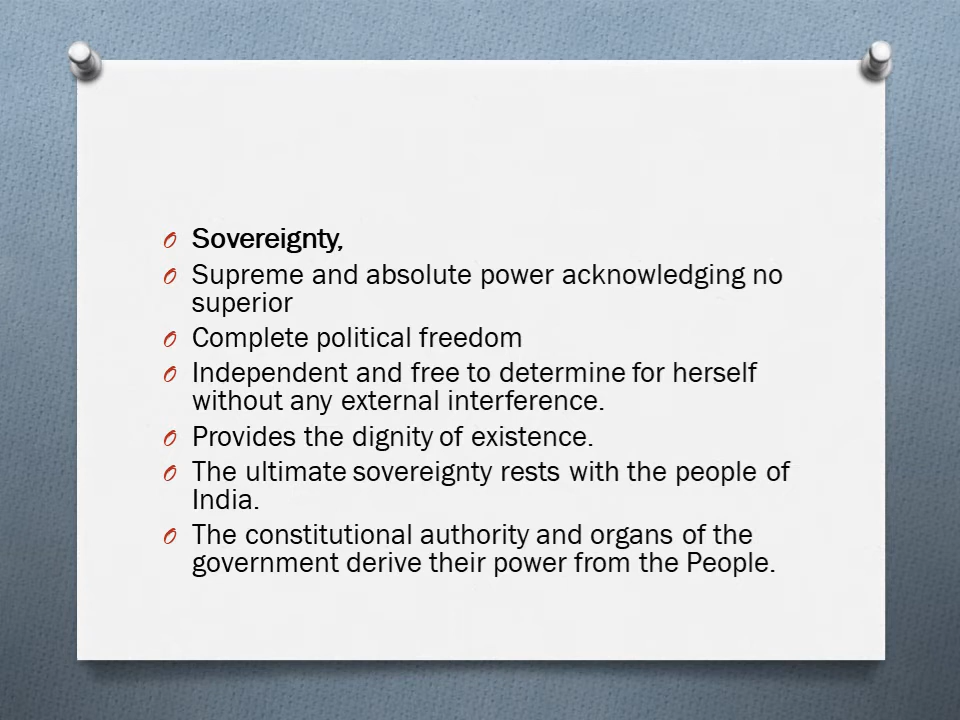 Sovereignty,
Supreme and absolute power acknowledging no
superior
Complete political freedom
Independent and free to determine for herself
without any external interference.
Provides the dignity of existence.
The ultimate sovereignty rests with the people of
India.
The constitutional authority and organs of the
government derive their power from the People.